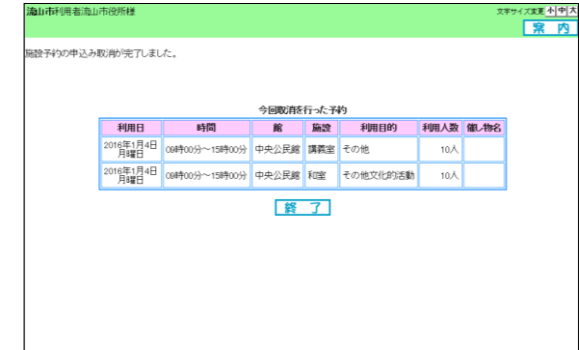 流山市利用者流山市役所様
文字サイズ変更 小 中 大
案 内
施設予約の申込み取消が完了しました。
今回取消を行った予約
利用日 時間 館 施設 利用目的 利用人数 催し物名
2016年1月4日 月曜日 09時00分～15時00分 中央公民館 講義室 その他 10人
2016年1月4日 月曜日 09時00分～15時00分 中央公民館 和室 その他文化的活動 10人
終 了